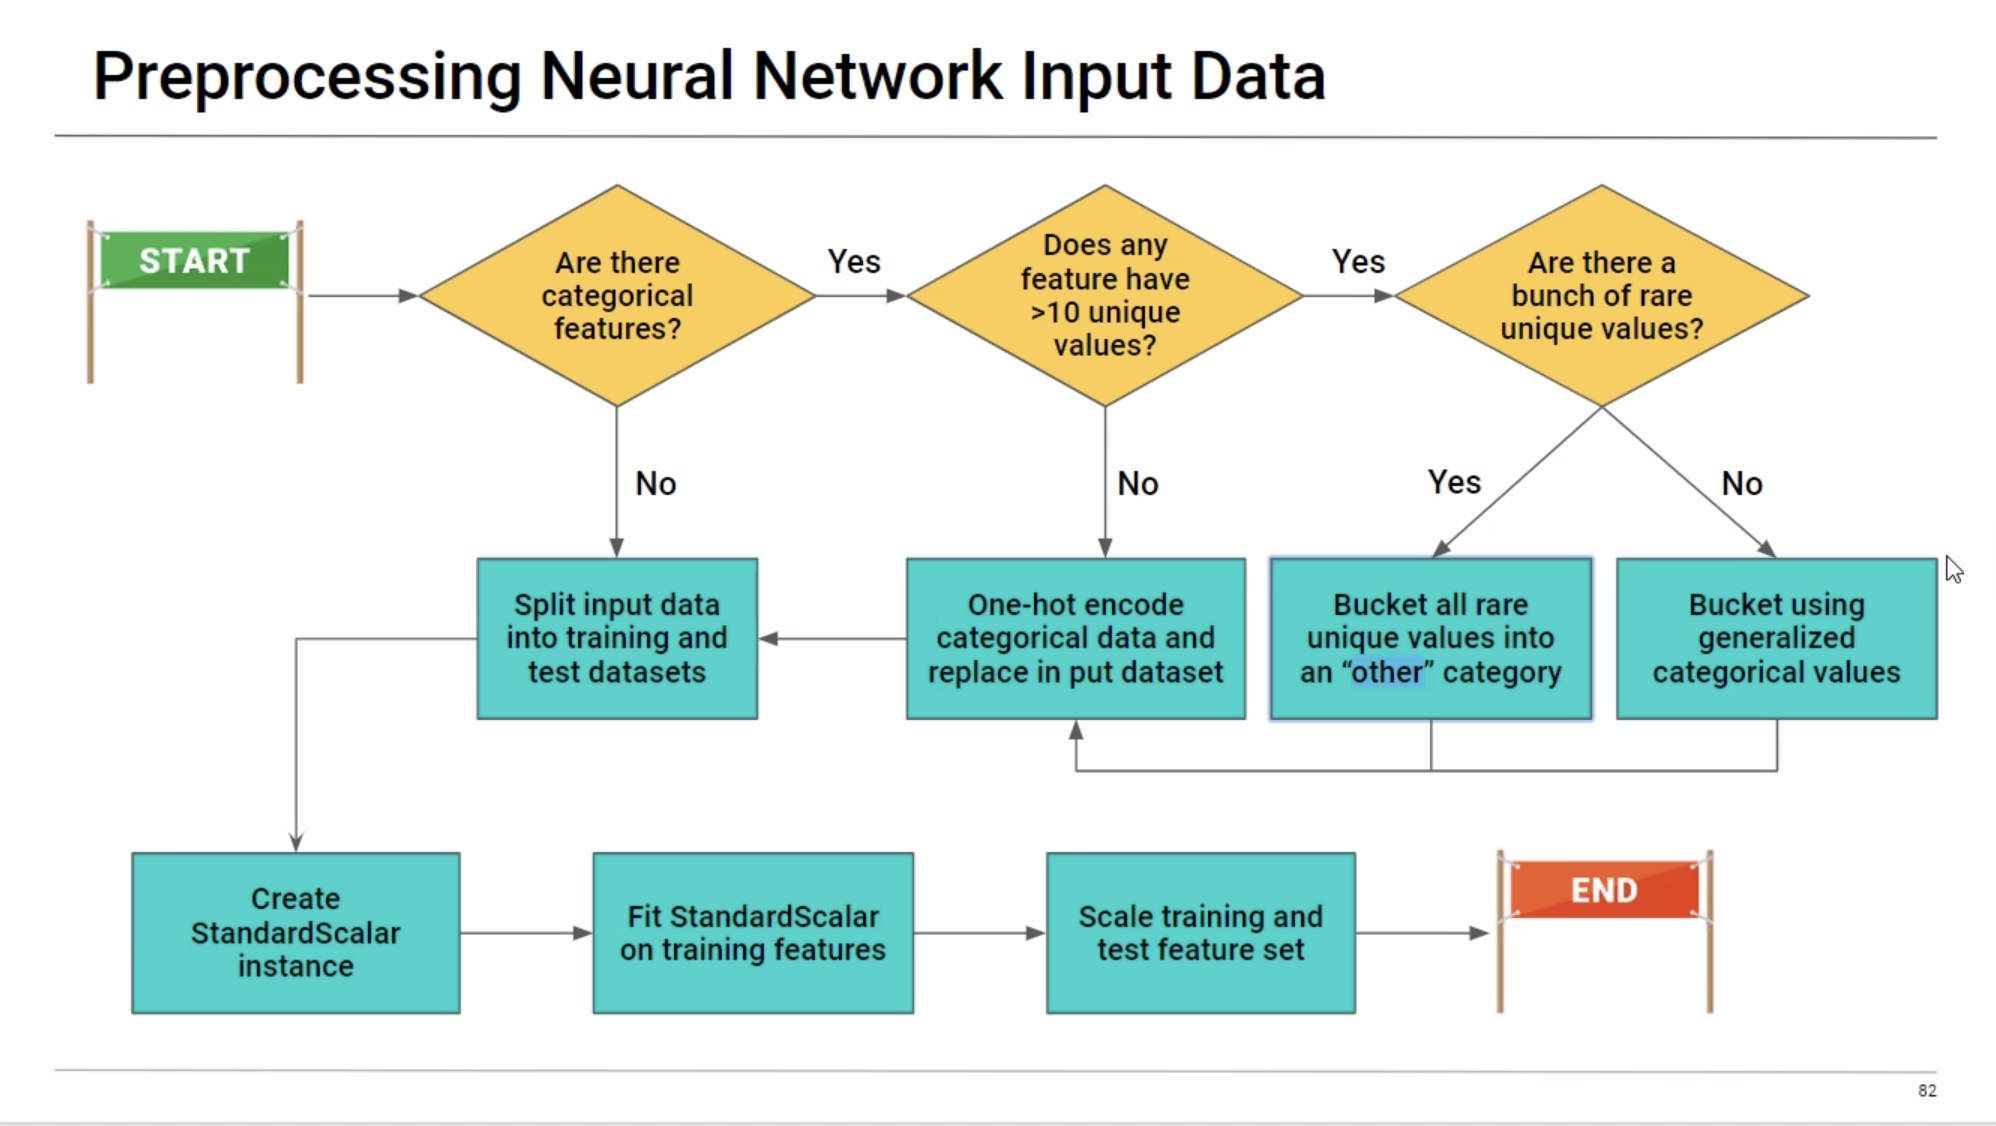 Preprocessing Neural Network Input Data
START
Are there
categorical
features?
Yes
Does any
feature have
>10 unique
values?
Yes
Are there a
bunch of rare
unique values?
No
No
Yes
No
Split input data
into training and
test datasets
One-hot encode
categorical data and
replace in put dataset
Bucket all rare
unique values into
an “other” category
Bucket using
generalized
categorical values
Create
StandardScalar
instance
Fit StandardScalar
on training features
Scale training and
test feature set
END
82